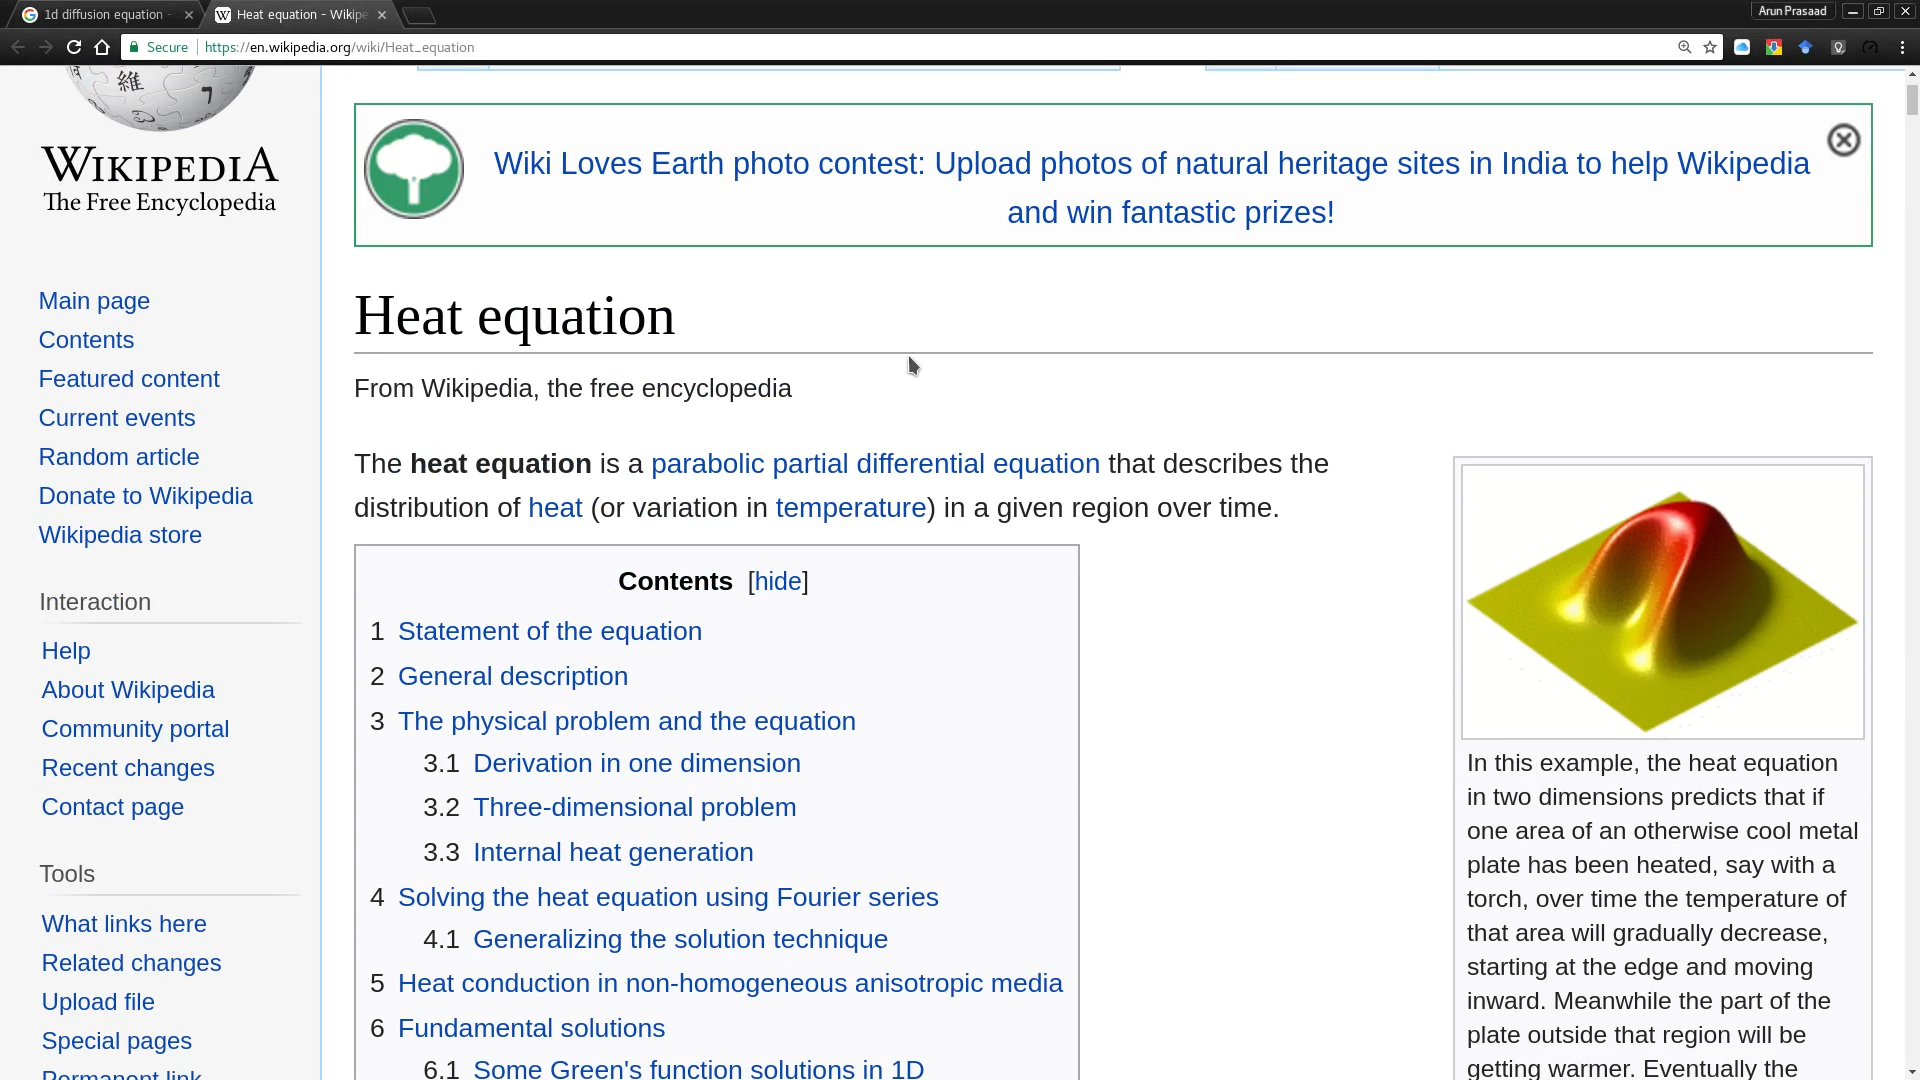 1d diffusion equation -
Heat equation - Wikipe
Arun Prasaad
Secure
https://en.wikipedia.org/wiki/Heat_equation
維
WIKIPEDIA
The Free Encyclopedia
Main page
Contents
Featured content
Current events
Random article
Donate to Wikipedia
Wikipedia store
Interaction
Help
About Wikipedia
Community portal
Recent changes
Contact page
Tools
What links here
Related changes
Upload file
Special pages
Permanent link
Wiki Loves Earth photo contest: Upload photos of natural heritage sites in India to help Wikipedia
and win fantastic prizes!
Heat equation
From Wikipedia, the free encyclopedia
The heat equation is a parabolic partial differential equation that describes the
distribution of heat (or variation in temperature) in a given region over time.
Contents [hide]
1 Statement of the equation
2 General description
3 The physical problem and the equation
3.1 Derivation in one dimension
3.2 Three-dimensional problem
3.3 Internal heat generation
4 Solving the heat equation using Fourier series
4.1 Generalizing the solution technique
5 Heat conduction in non-homogeneous anisotropic media
6 Fundamental solutions
6.1 Some Green's function solutions in 1D
In this example, the heat equation
in two dimensions predicts that if
one area of an otherwise cool metal
plate has been heated, say with a
torch, over time the temperature of
that area will gradually decrease,
starting at the edge and moving
inward. Meanwhile the part of the
plate outside that region will be
getting warmer. Eventually the